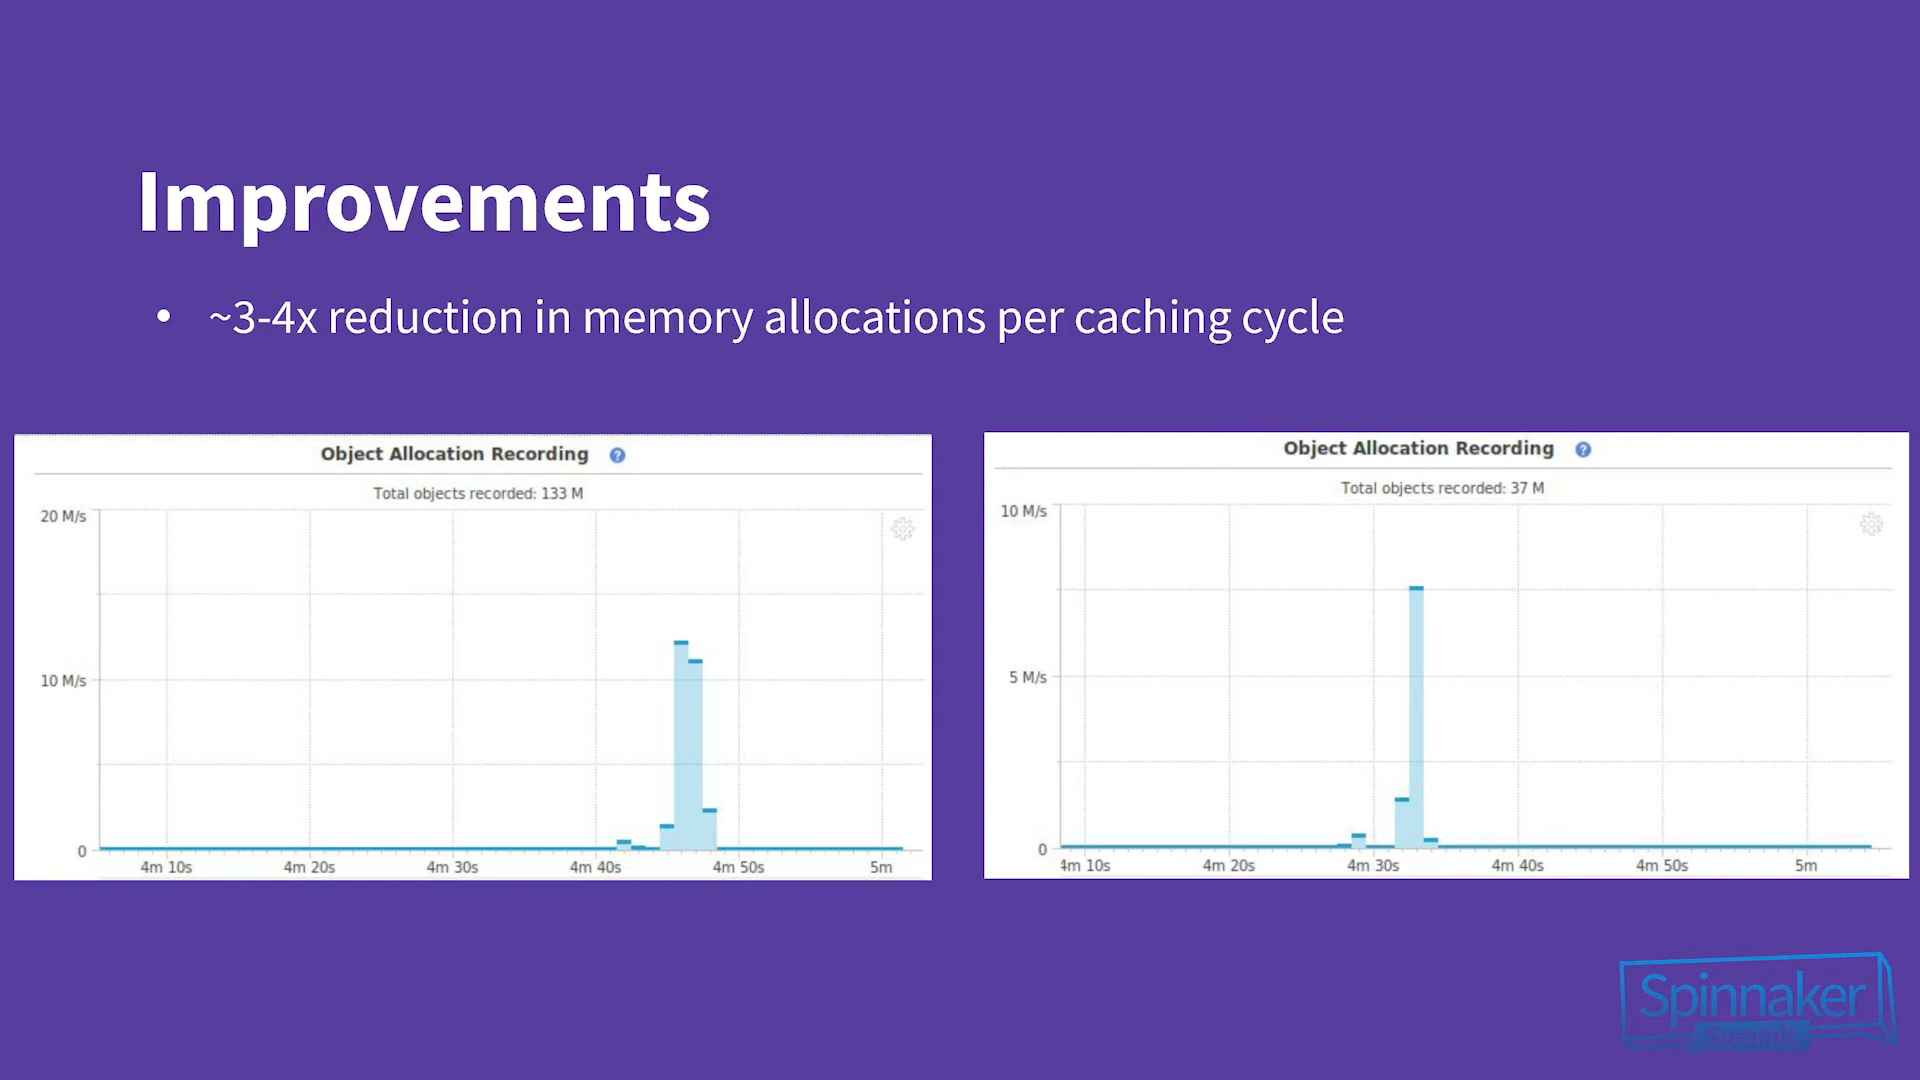 Improvements
• ~3-4x reduction in memory allocations per caching cycle
Object Allocation Recording ?
Total objects recorded: 133 M
20 M/s
10 M/s
0
4m 10s 4m 20s 4m 30s 4m 40s 4m 50s 5m
Object Allocation Recording ?
Total objects recorded: 37 M
10 M/s
5 M/s
0
4m 10s 4m 20s 4m 30s 4m 40s 4m 50s 5m
Spinnaker
Summit